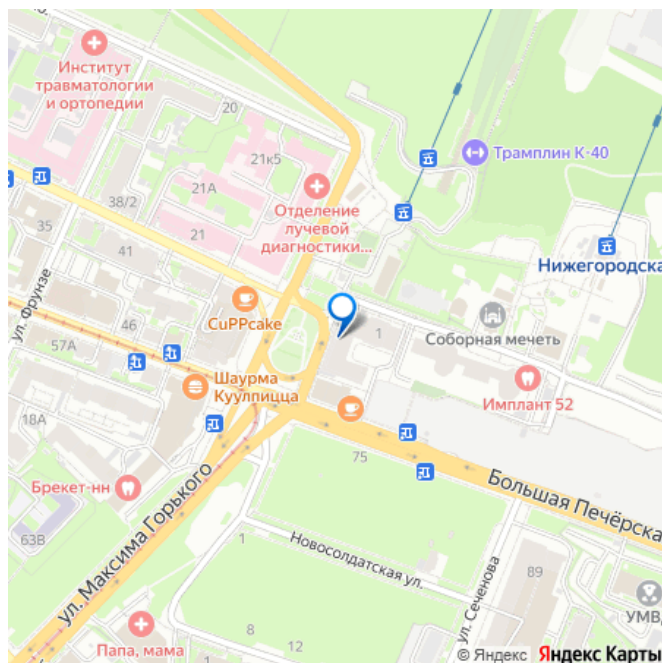 Институт
травматологии
и ортопедии
20
Трамплин К-40
21к5
21А
38/2
Отделение
лучевой
диагностики...
35
21
41
Нижегородска
ул. Фрунзе
CuPPcake
46
1
Соборная мечеть
57А
Шаурма
Куулпицца
Имплант 52
18А
75
Брекет-нн
Большая Печёрска
ул. Максима Горького
63В
1
Новосолдатская ул.
ул. Сеченова
89
УМВД
8
12
Папа, мама
© Яндекс Яндекс Карты